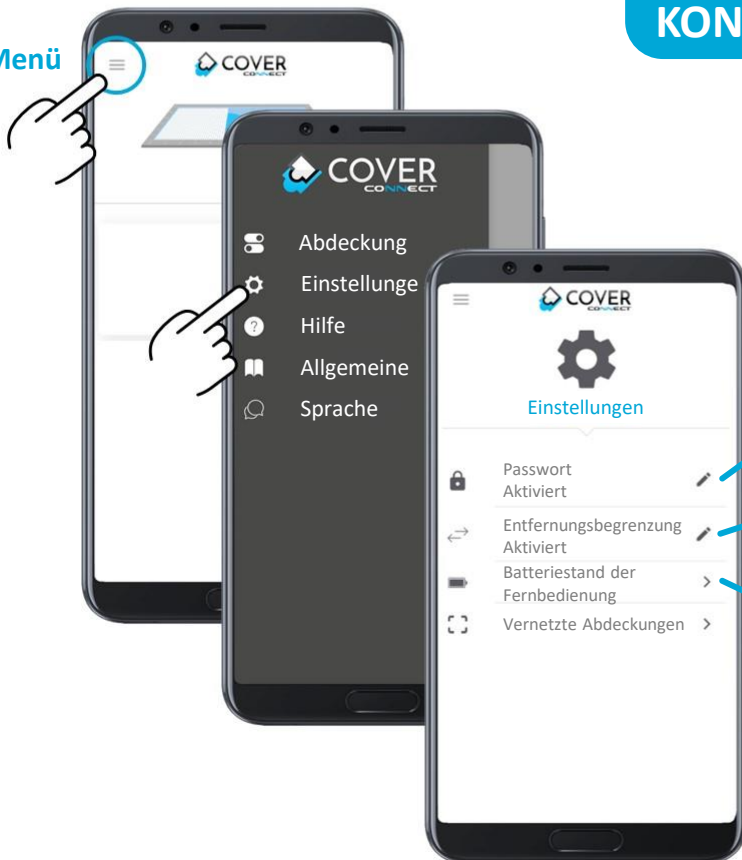 KON
Menü
COVER
CONNECT
COVER
CONNECT
Abdeckung
Einstellunge
Hilfe
Allgemeine
Sprache
COVER
CONNECT
Einstellungen
Passwort
Aktiviert
Entfernungsbegrenzung
Aktiviert
Batteriestand der
Fernbedienung
Vernetzte Abdeckungen